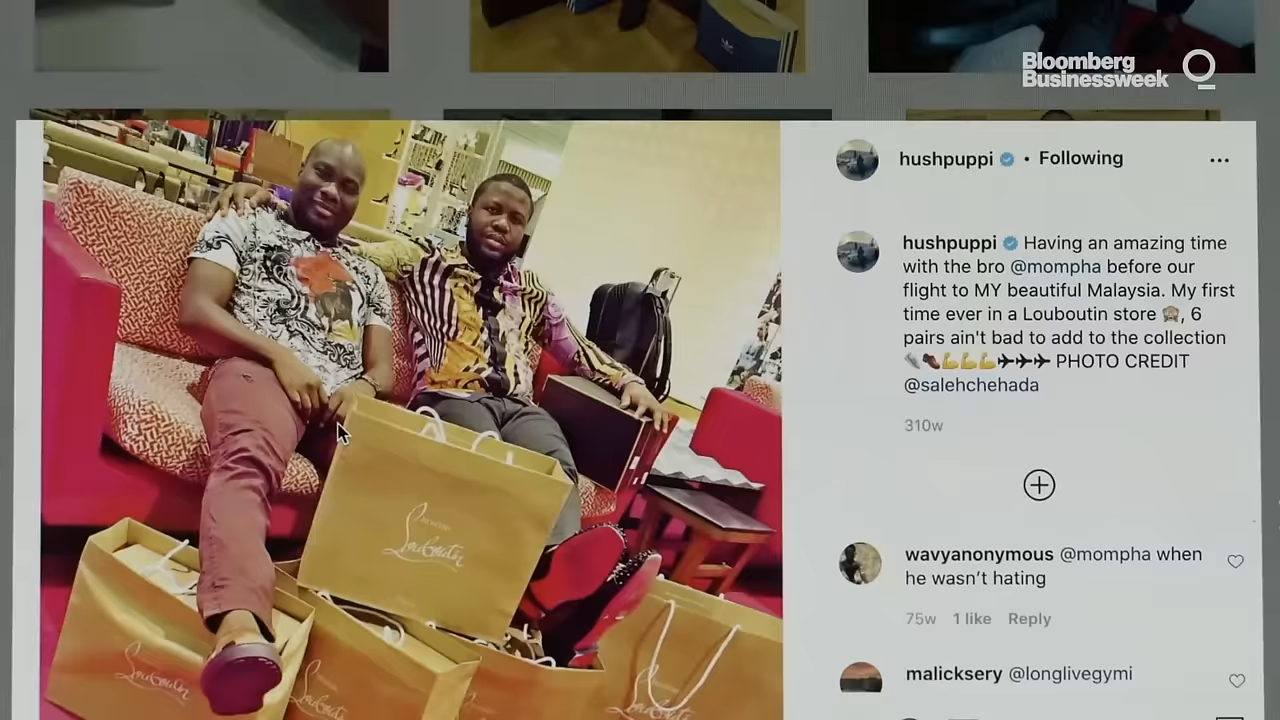 Bloomberg
Businessweek
hushpuppi • Following
hushpuppi Having an amazing time
with the bro @mompha before our
flight to MY beautiful Malaysia. My first
time ever in a Louboutin store 🙈, 6
pairs ain't bad to add to the collection
👠👞💪💪💪✈✈✈ PHOTO CREDIT
@salehchehada
310w
wavyanonymous @mompha when
he wasn't hating
75w 1 like Reply
malicksery @longlivegymi
Louboutin
Louboutin
Louboutin
Louboutin